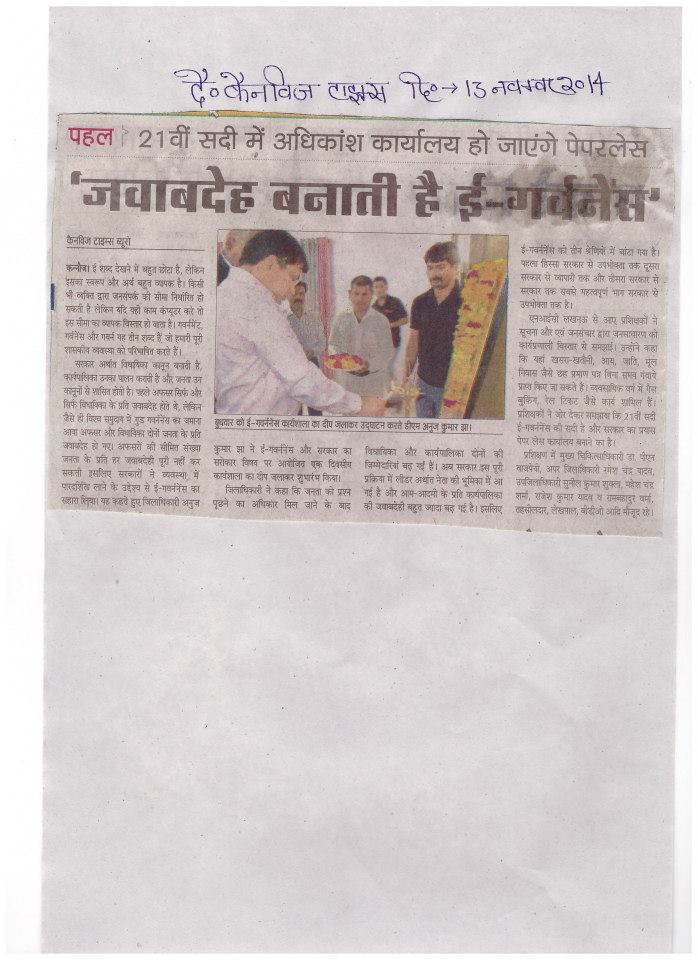 दै० कैनविज टाइम्स दि० → 13 नवम्बर 2014
पहल
21वीं सदी में अधिकांश कार्यालय हो जाएंगे पेपरलेस
'जवाबदेह बनाती है ई-गर्वनेंस'
कैनविज टाइम्स ब्यूरो
कन्नौज। ई शब्द देखने में बहुत छोटा है, लेकिन
इसका स्वरूप और अर्थ बहुत व्यापक है। किसी
भी व्यक्ति द्वारा जनसंपर्क की सीमा निर्धारित हो
सकती है लेकिन यदि यही काम कंप्यूटर करे तो
इस सीमा का व्यापक विस्तार हो जाता है। गवर्नमेंट,
गर्वनेंस और गवर्न यह तीन शब्द हैं जो हमारी पूरी
शासकीय व्यवस्था को परिभाषित करते हैं।
सरकार अर्थात विधायिका कानून बनाती है,
कार्यपालिका उनका पालन कराती है और जनता उन
कानूनों से शासित होती है। पहले अफसर सिर्फ और
सिर्फ विधायिका के प्रति जवाबदेह होते थे, लेकिन
जैसे ही विश्व समुदाय में गुड गवर्नेंस का जमाना
आया अफसर और विधायिका दोनों जनता के प्रति
जवाबदेह हो गए। अफसरों की सीमित संख्या
जनता के प्रति हर जवाबदेही पूरी नहीं कर
सकती इसलिए सरकारों ने व्यवस्था में
पारदर्शिता लाने के उद्देश्य से ई-गवर्नेंस का
सहारा लिया। यह कहते हुए जिलाधिकारी अनुज
बुधवार को ई-गवर्नेंस कार्यशाला का दीप जलाकर उद्घाटन करते डीएम अनुज कुमार झा।
कुमार झा ने ई-गवर्नेंस और सरकार का
सरोकार विषय पर आयोजित एक दिवसीय
कार्यशाला का दीप जलाकर शुभारंभ किया।
जिलाधिकारी ने कहा कि जनता को प्रश्न
पूछने का अधिकार मिल जाने के बाद
विधायिका और कार्यपालिका दोनों की
जिम्मेदारियां बढ़ गई हैं। अब सरकार इस पूरी
प्रक्रिया में लीडर अर्थात नेता की भूमिका में आ
गई है और आम-आदमी के प्रति कार्यपालिका
की जवाबदेही बहुत ज्यादा बढ़ गई है। इसलिए
ई-गवर्नेंस को तीन श्रेणियों में बांटा गया है।
पहला हिस्सा सरकार से उपभोक्ता तक दूसरा
सरकार से व्यापारी तक और तीसरा सरकार से
सरकार तक सबसे महत्वपूर्ण भाग सरकार से
उपभोक्ता तक है।
एनआईसी लखनऊ से आए प्रशिक्षकों ने
सूचना और एवं जनसंचार द्वारा जनसाधारण को
कार्यप्रणाली विस्तार से समझाई। उन्होंने कहा
कि यहां खसरा-खतौनी, आय, जाति, मूल
निवास जैसे छह प्रमाण पत्र बिना समय गंवाये
प्राप्त किए जा सकते हैं। व्यवसायिक वर्ग में गैस
बुकिंग, रेल टिकट जैसे कार्य शामिल हैं।
प्रशिक्षकों ने जोर देकर समझाया कि 21वीं सदी
ई-गवर्नेंस की सदी है और सरकार का प्रयास
पेपर लेस कार्यालय बनाने का है।
प्रशिक्षण में मुख्य चिकित्साधिकारी डा. पीएन
वाजपेयी, अपर जिलाधिकारी रमेश चंद्र यादव,
उपजिलाधिकारी सुनील कुमार शुक्ला, महेश चंद्र
शर्मा, राजेश कुमार यादव व रामबहादुर वर्मा,
तहसीलदार, लेखपाल, बीडीओ आदि मौजूद रहे।